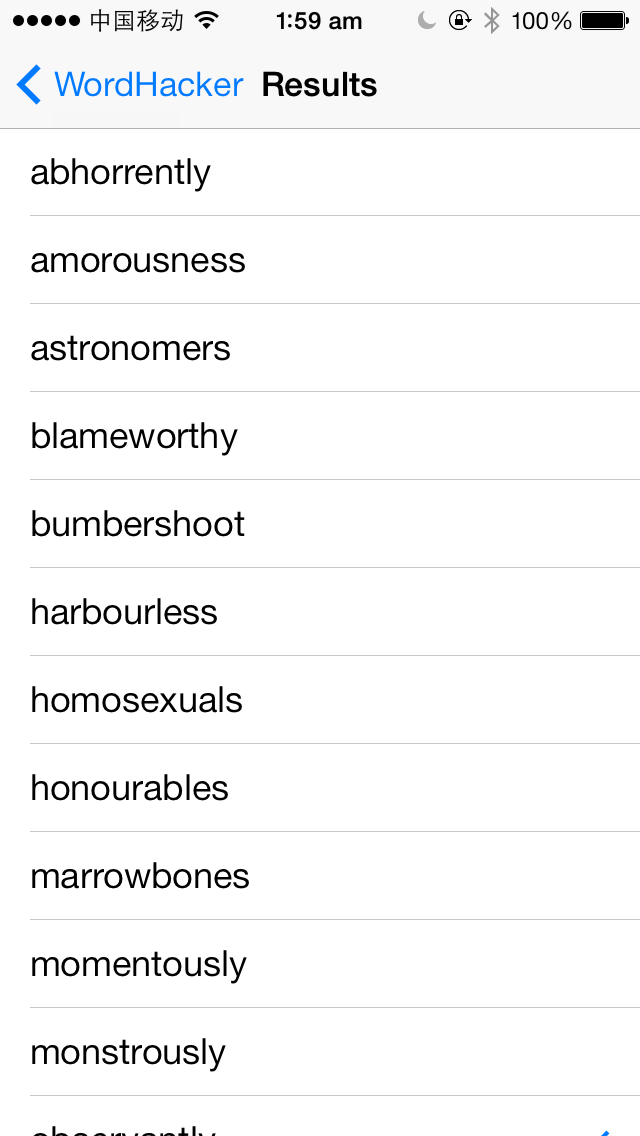 中国移动 1:59 am 100%
WordHacker Results
abhorrently
amorousness
astronomers
blameworthy
bumbershoot
harbourless
homosexuals
honourables
marrowbones
momentously
monstrously
observantly